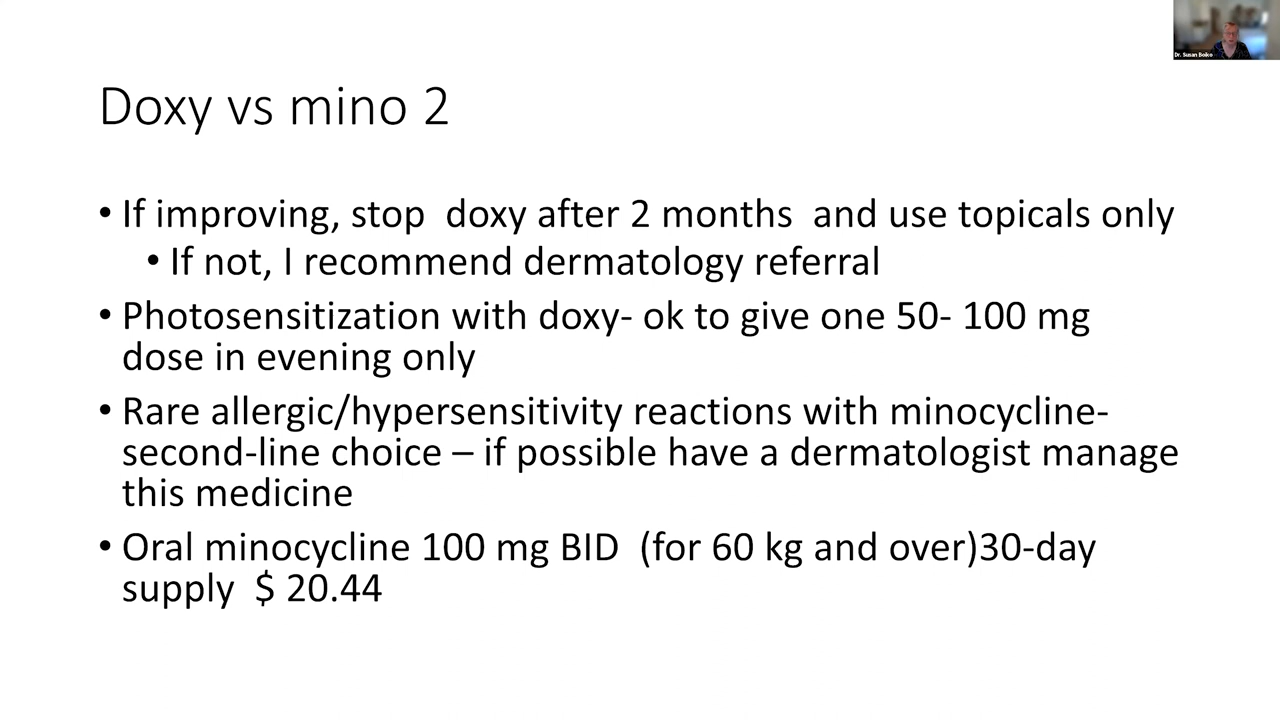 Dr. Susan Boiko
Doxy vs mino 2
• If improving, stop  doxy after 2 months  and use topicals only
• If not, I recommend dermatology referral
• Photosensitization with doxy- ok to give one 50- 100 mg
dose in evening only
• Rare allergic/hypersensitivity reactions with minocycline-
second-line choice – if possible have a dermatologist manage
this medicine
• Oral minocycline 100 mg BID  (for 60 kg and over)30-day
supply  $ 20.44